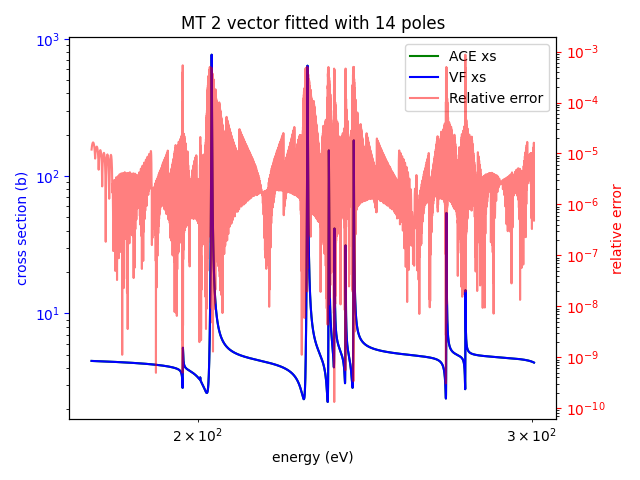 MT 2 vector fitted with 14 poles
cross section (b)
10³
10²
10¹
ACE xs
VF xs
Relative error
10⁻³
10⁻⁴
10⁻⁵
10⁻⁶
10⁻⁷
10⁻⁸
10⁻⁹
10⁻¹⁰
relative error
2 × 10²
3 × 10²
energy (eV)